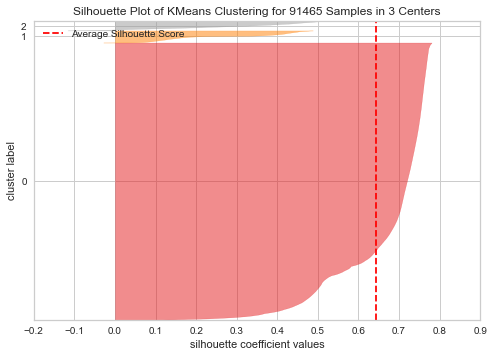 Silhouette Plot of KMeans Clustering for 91465 Samples in 3 Centers
2
1
Average Silhouette Score
0
cluster label
-0.2 -0.1 0.0 0.1 0.2 0.3 0.4 0.5 0.6 0.7 0.8 0.9
silhouette coefficient values